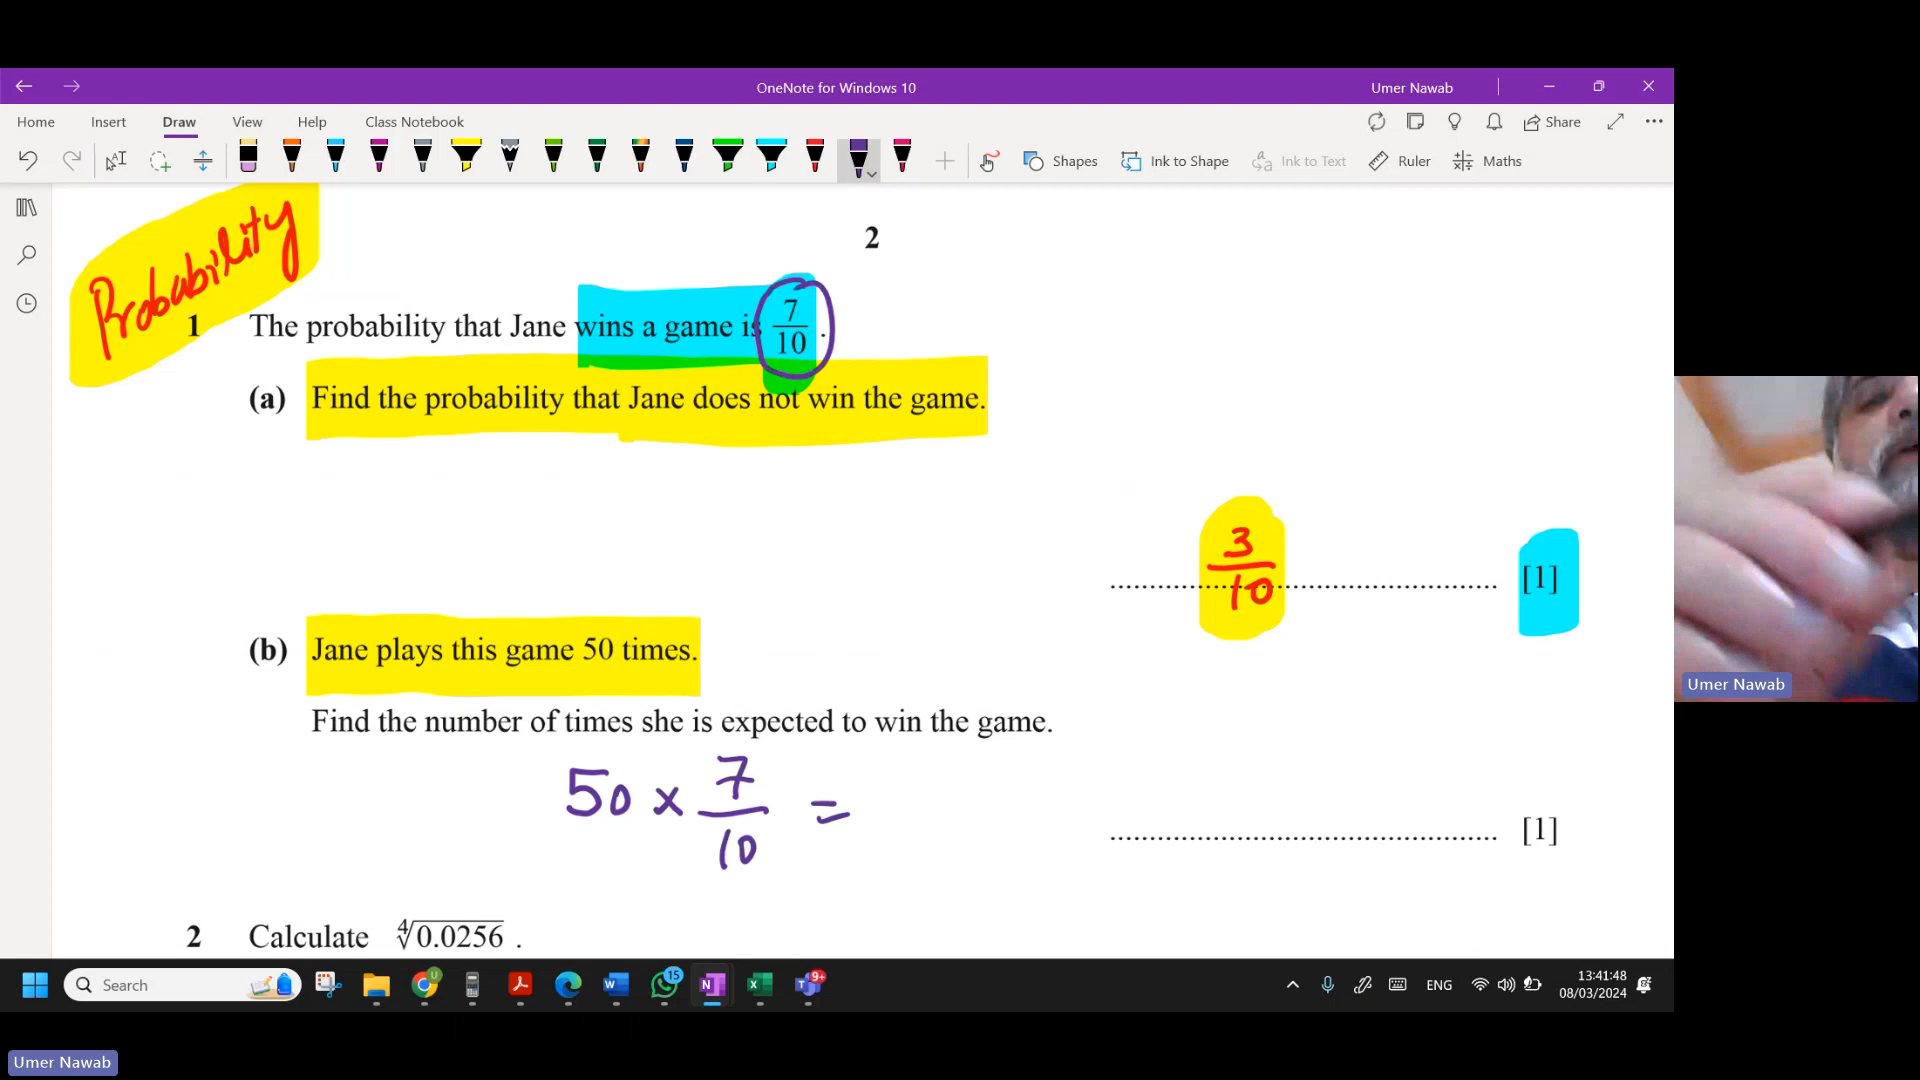 OneNote for Windows 10
Umer Nawab
Home Insert Draw View Help Class Notebook
Share
Shapes Ink to Shape Ink to Text Ruler Maths
Probability
2
1 The probability that Jane wins a game is 7/10 .
(a) Find the probability that Jane does not win the game.
3/10 [1]
(b) Jane plays this game 50 times.
Find the number of times she is expected to win the game.
50 × 7/10 =
.................................................. [1]
2 Calculate ∜0.0256 .
Umer Nawab
Search
U
15
9+
ENG
13:41:48
08/03/2024
Umer Nawab